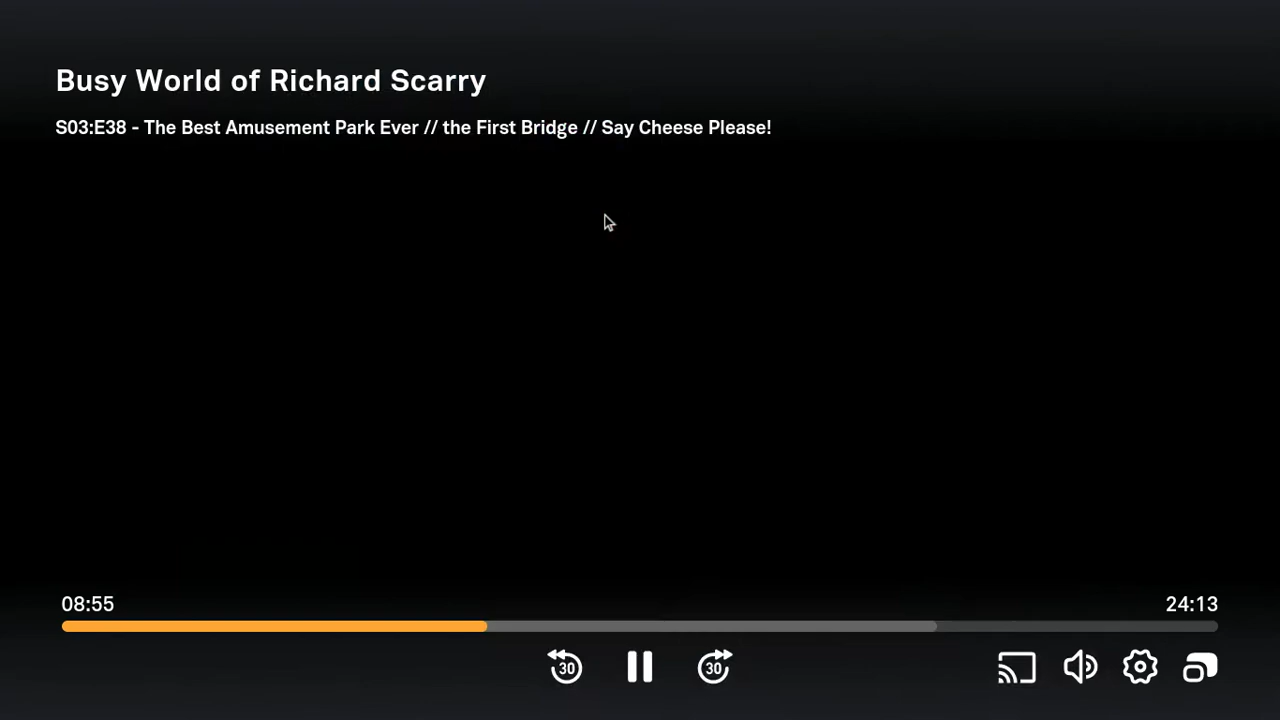 Busy World of Richard Scarry
S03:E38 - The Best Amusement Park Ever // the First Bridge // Say Cheese Please!
08:55
24:13
30
30